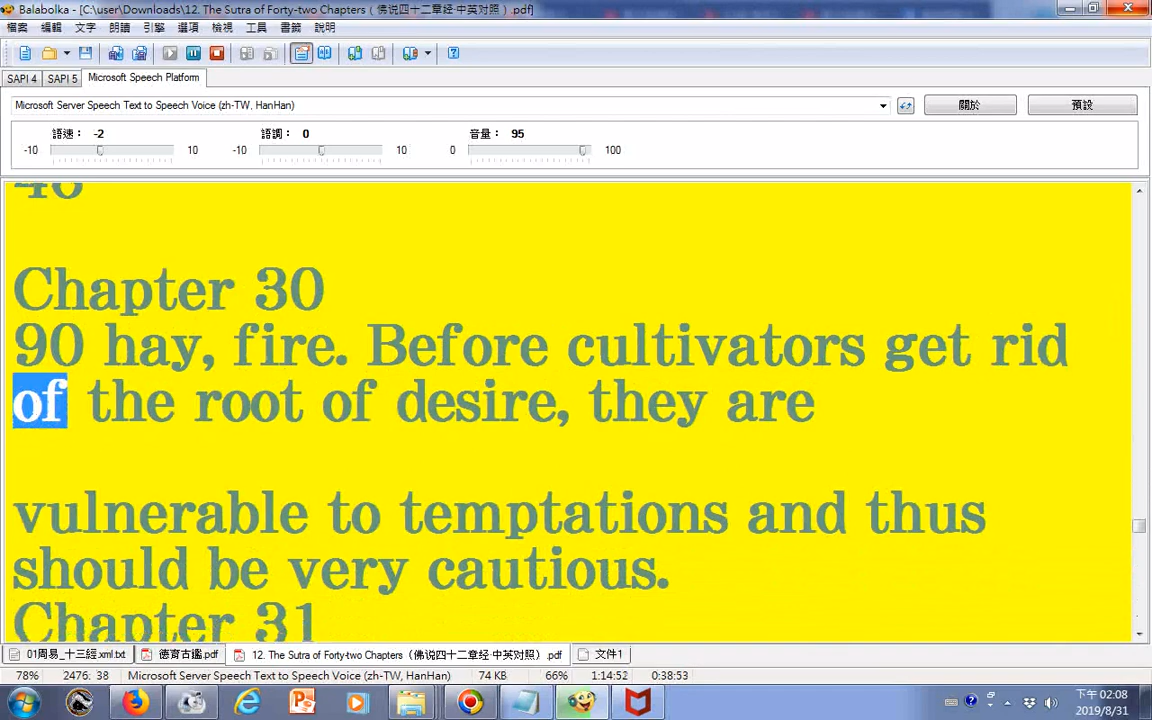 Balabolka - [C:\user\Downloads\12. The Sutra of Forty-two Chapters（佛说四十二章经·中英对照）.pdf]
檔案 編輯 文字 朗讀 引擎 選項 檢視 工具 書籤 說明
SAPI 4 SAPI 5 Microsoft Speech Platform
Microsoft Server Speech Text to Speech Voice (zh-TW, HanHan) 關於 預設
語速： -2 語調： 0 音量： 95
-10 10 -10 10 0 100
48
Chapter 30
90 hay, fire. Before cultivators get rid
of the root of desire, they are
vulnerable to temptations and thus
should be very cautious.
Chapter 31
01周易_十三經.xml.txt 德育古鑑.pdf 12. The Sutra of Forty-two Chapters（佛说四十二章经·中英对照）.pdf 文件1
78% 2476: 38 Microsoft Server Speech Text to Speech Voice (zh-TW, HanHan) 74 KB 66% 1:14:52 0:38:53
下午 02:08
2019/8/31